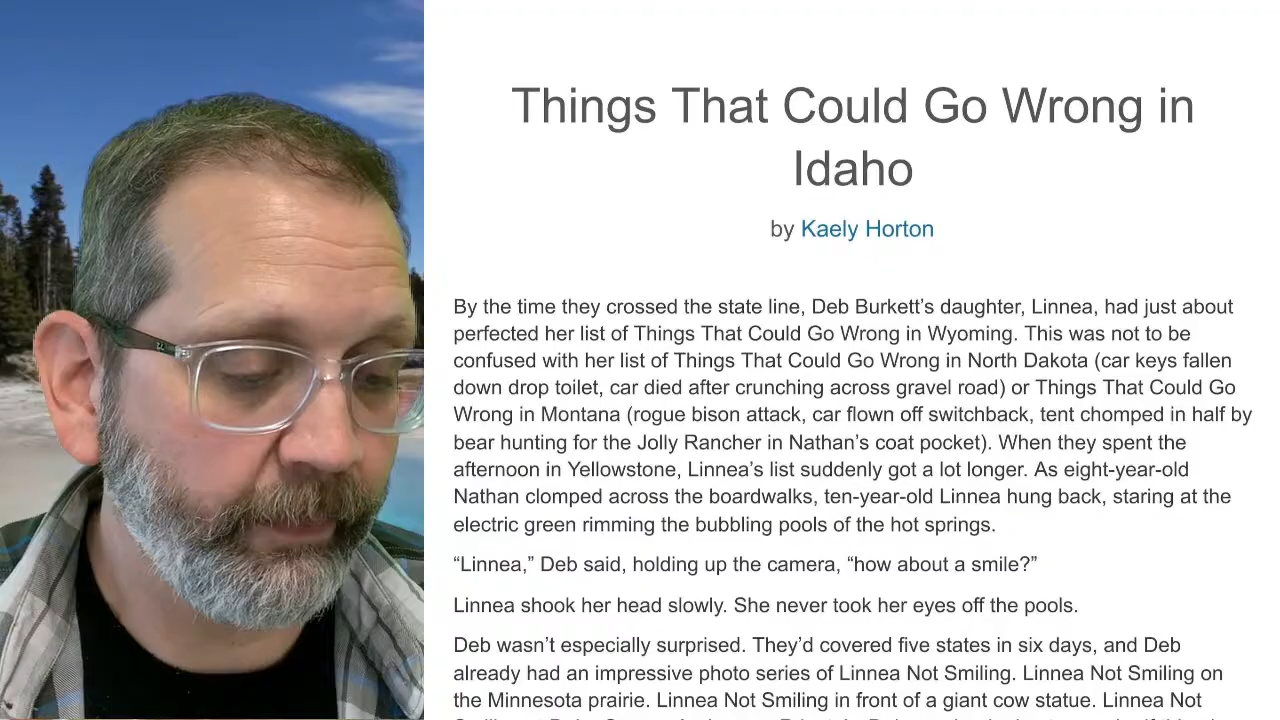 Things That Could Go Wrong in
Idaho
by Kaely Horton
By the time they crossed the state line, Deb Burkett’s daughter, Linnea, had just about
perfected her list of Things That Could Go Wrong in Wyoming. This was not to be
confused with her list of Things That Could Go Wrong in North Dakota (car keys fallen
down drop toilet, car died after crunching across gravel road) or Things That Could Go
Wrong in Montana (rogue bison attack, car flown off switchback, tent chomped in half by
bear hunting for the Jolly Rancher in Nathan’s coat pocket). When they spent the
afternoon in Yellowstone, Linnea’s list suddenly got a lot longer. As eight-year-old
Nathan clomped across the boardwalks, ten-year-old Linnea hung back, staring at the
electric green rimming the bubbling pools of the hot springs.
“Linnea,” Deb said, holding up the camera, “how about a smile?”
Linnea shook her head slowly. She never took her eyes off the pools.
Deb wasn’t especially surprised. They’d covered five states in six days, and Deb
already had an impressive photo series of Linnea Not Smiling. Linnea Not Smiling on
the Minnesota prairie. Linnea Not Smiling in front of a giant cow statue. Linnea Not